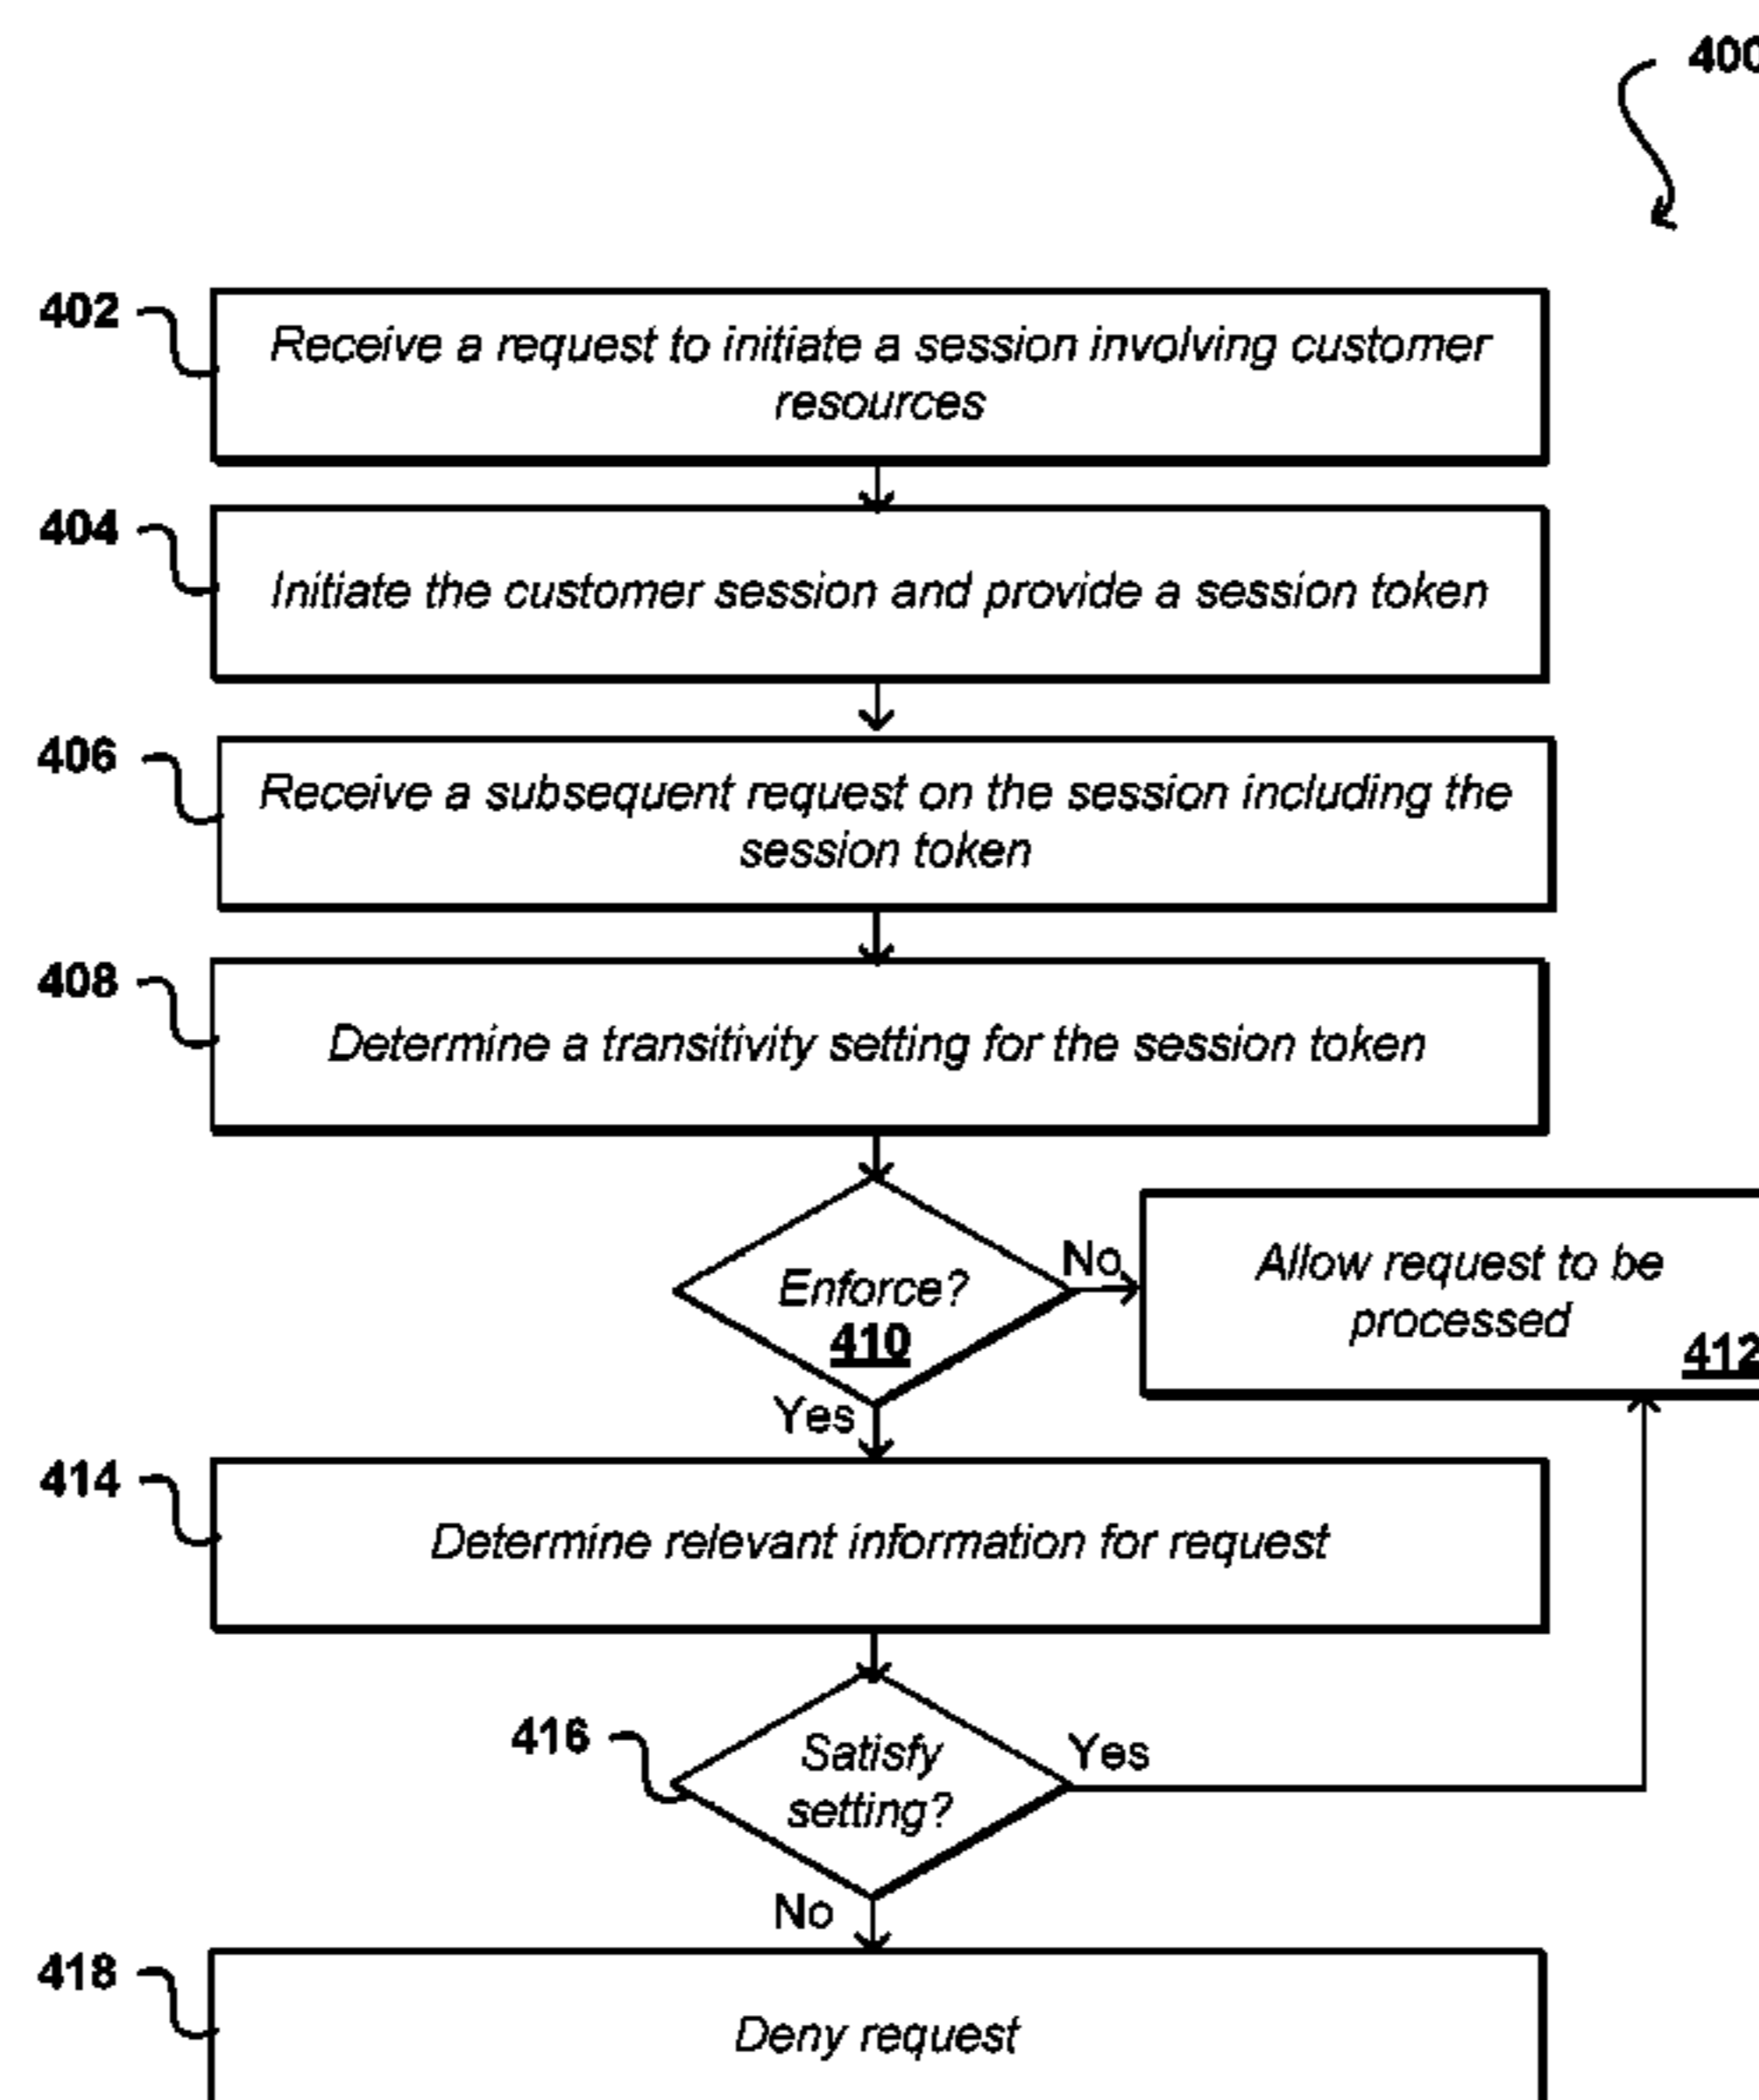 400
402
Receive a request to initiate a session involving customer
resources
404
Initiate the customer session and provide a session token
406
Receive a subsequent request on the session including the
session token
408
Determine a transitivity setting for the session token
Enforce?
410
No
Allow request to be
processed
412
Yes
414
Determine relevant information for request
416
Satisfy
setting?
Yes
No
418
Deny request